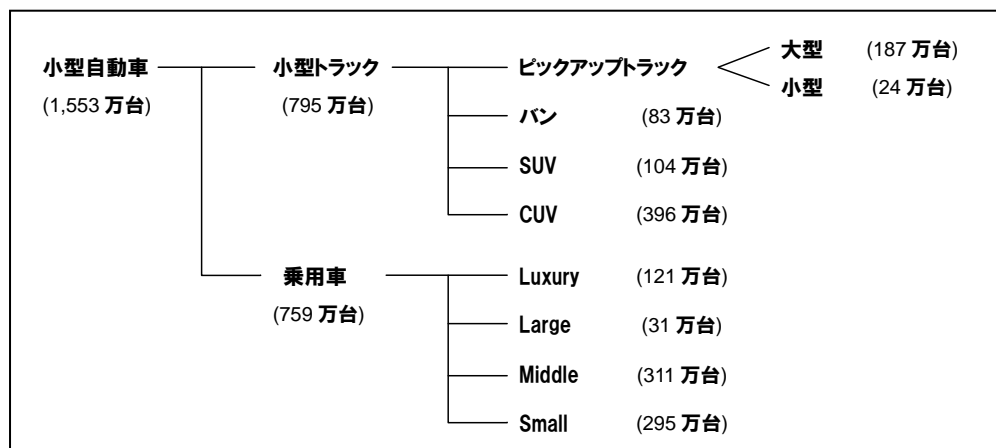 小型自動車 小型トラック ピックアップトラック 大型 (187 万台)
(1,553 万台) (795 万台) 小型 (24 万台)
バン (83 万台)
SUV (104 万台)
CUV (396 万台)
乗用車 Luxury (121 万台)
(759 万台) Large (31 万台)
Middle (311 万台)
Small (295 万台)